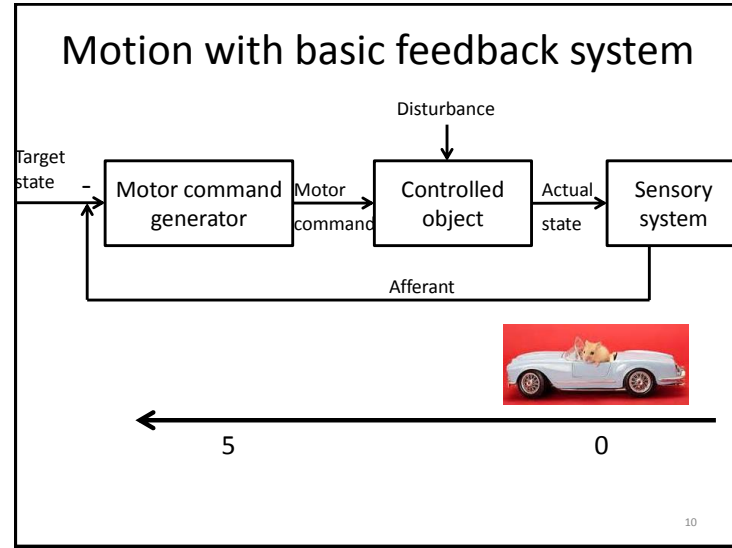 Motion with basic feedback system
Disturbance
Target
state
-
Motor command
generator
Motor
command
Controlled
object
Actual
state
Sensory
system
Afferant
5 0
10